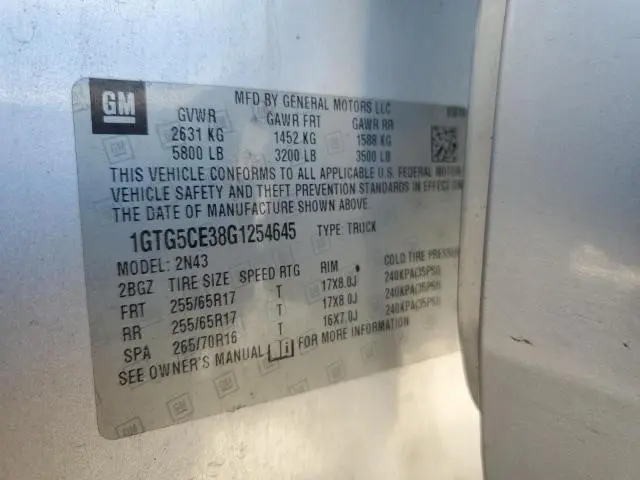 GM
MFD BY GENERAL MOTORS LLC
GVWR GAWR FRT GAWR RR
2631 KG 1452 KG 1588 KG
5800 LB 3200 LB 3500 LB
THIS VEHICLE CONFORMS TO ALL APPLICABLE U.S. FEDERAL MOTOR
VEHICLE SAFETY AND THEFT PREVENTION STANDARDS IN EFFECT
THE DATE OF MANUFACTURE SHOWN ABOVE.
1GTG5CE38G1254645 TYPE: TRUCK
MODEL: 2N43
2BGZ TIRE SIZE SPEED RTG RIM COLD TIRE PRESSURE
FRT 255/65R17 T 17X8.0J 240KPA(35PSI)
RR 255/65R17 T 17X8.0J 240KPA(35PSI)
SPA 265/70R16 T 16X7.0J 240KPA(35PSI)
SEE OWNER'S MANUAL FOR MORE INFORMATION